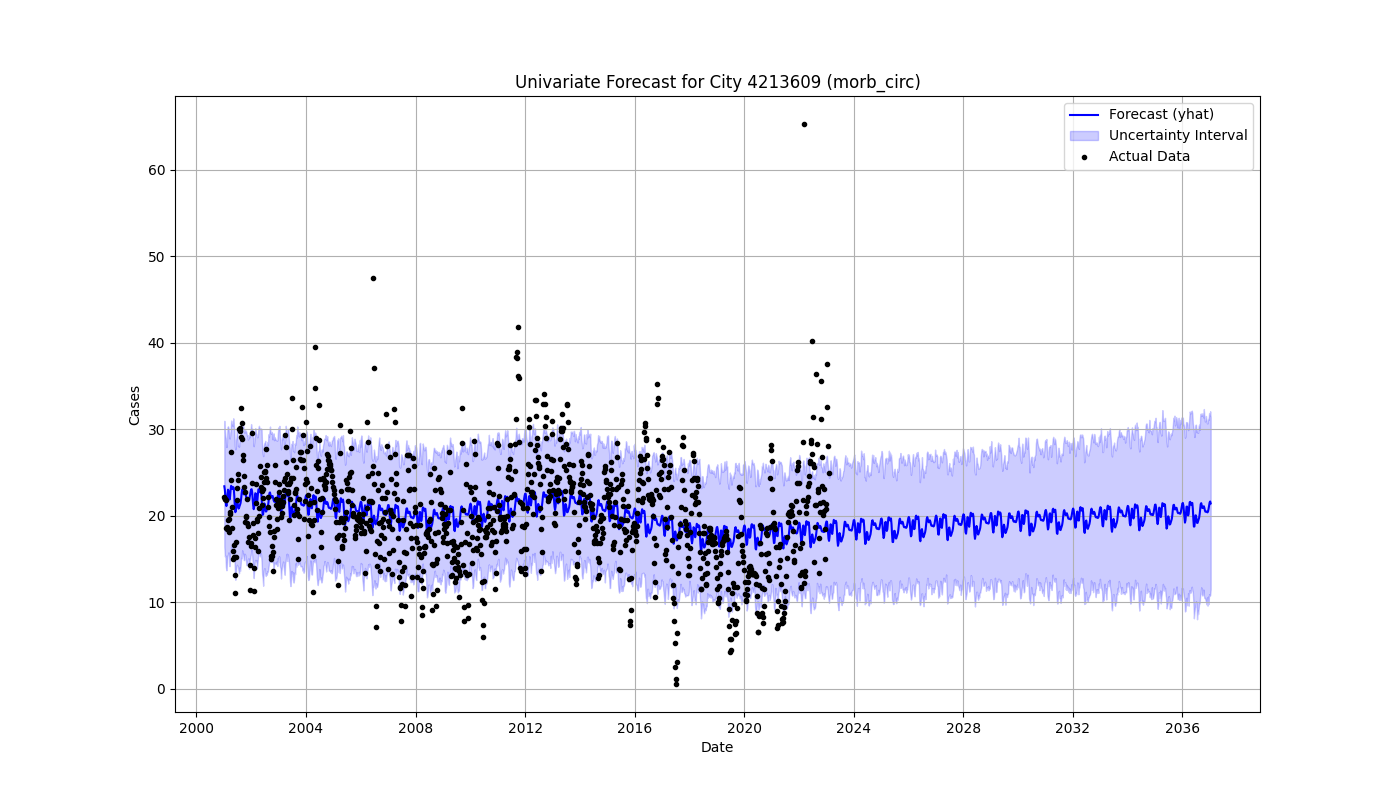 Univariate Forecast for City 4213609 (morb_circ)
Forecast (yhat)
Uncertainty Interval
Actual Data
60
50
40
30
20
10
0
Cases
2000 2004 2008 2012 2016 2020 2024 2028 2032 2036
Date